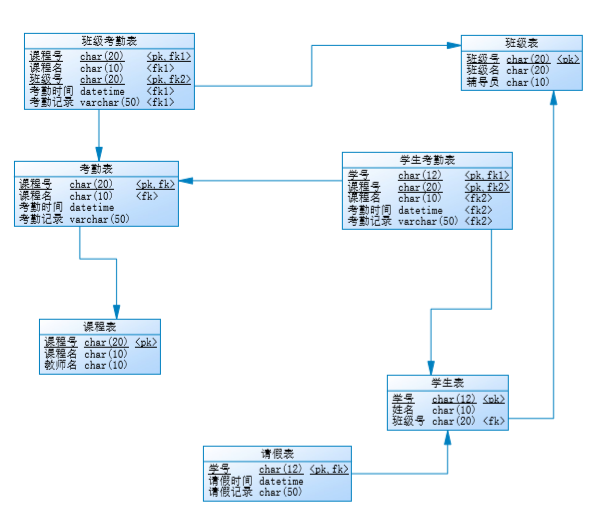 班级考勤表
课程号 char(20) <pk,fk1>
课程名 char(10) <fk1>
班级号 char(20) <pk,fk2>
考勤时间 datetime <fk1>
考勤记录 varchar(50) <fk1>
班级表
班级号 char(20) <pk>
班级名 char(20)
辅导员 char(10)
考勤表
课程号 char(20) <pk,fk>
课程名 char(10) <fk>
考勤时间 datetime
考勤记录 varchar(50)
学生考勤表
学号 char(12) <pk,fk1>
课程号 char(20) <pk,fk2>
课程名 char(10) <fk2>
考勤时间 datetime <fk2>
考勤记录 varchar(50) <fk2>
课程表
课程号 char(20) <pk>
课程名 char(10)
教师名 char(10)
学生表
学号 char(12) <pk>
姓名 char(10)
班级号 char(20) <fk>
请假表
学号 char(12) <pk,fk>
请假时间 datetime
请假记录 char(50)